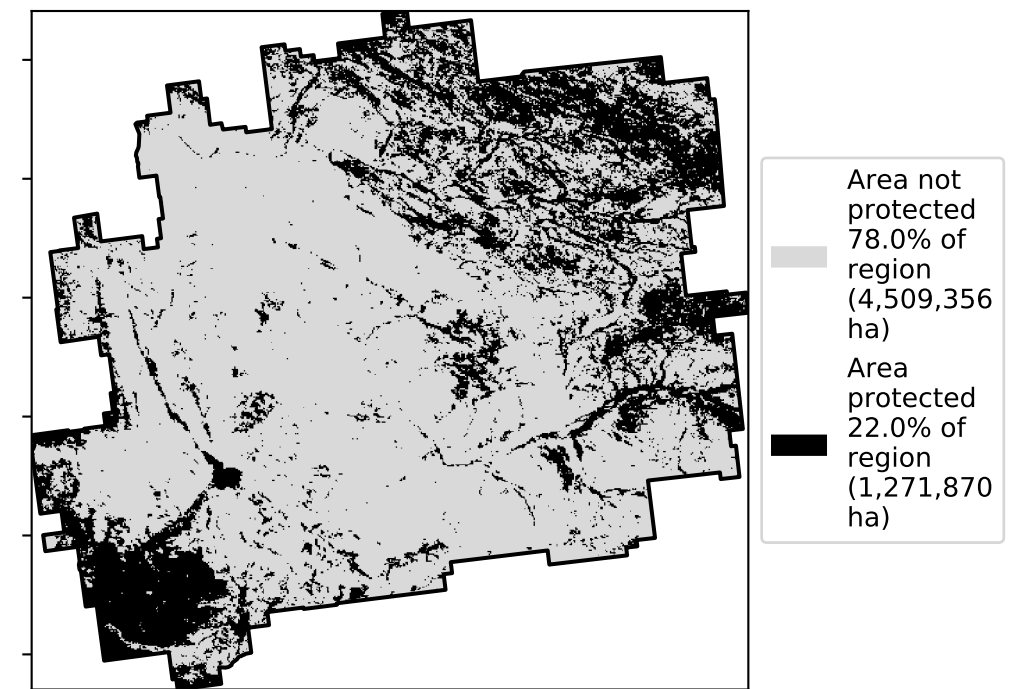 Area not
protected
78.0% of
region
(4,509,356
ha)
Area
protected
22.0% of
region
(1,271,870
ha)